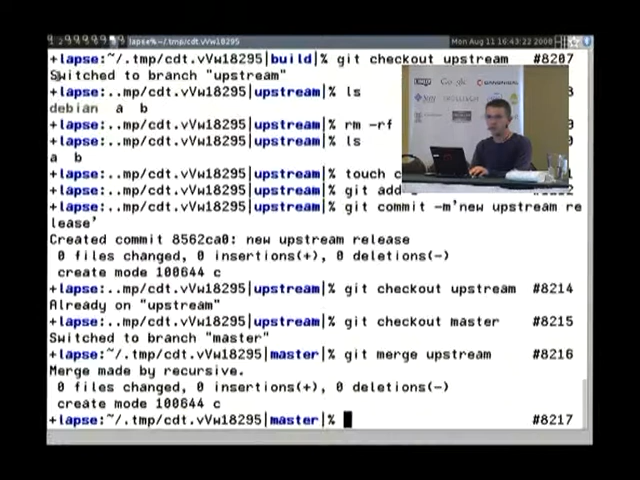 lapse%~/.tmp/cdt.vVw18295
Mon Aug 11 16:43:22 2008
+lapse:~/.tmp/cdt.vVw18295|build|% git checkout upstream #8207
Switched to branch "upstream"
+lapse:..mp/cdt.vVw18295|upstream|% ls
debian a b
+lapse:..mp/cdt.vVw18295|upstream|% rm -rf
+lapse:..mp/cdt.vVw18295|upstream|% ls
a b
+lapse:..mp/cdt.vVw18295|upstream|% touch c
+lapse:..mp/cdt.vVw18295|upstream|% git add
+lapse:..mp/cdt.vVw18295|upstream|% git commit -m'new upstream re
lease'
Created commit 8562ca0: new upstream release
0 files changed, 0 insertions(+), 0 deletions(-)
create mode 100644 c
+lapse:..mp/cdt.vVw18295|upstream|% git checkout upstream #8214
Already on "upstream"
+lapse:..mp/cdt.vVw18295|upstream|% git checkout master #8215
Switched to branch "master"
+lapse:~/.tmp/cdt.vVw18295|master|% git merge upstream #8216
Merge made by recursive.
0 files changed, 0 insertions(+), 0 deletions(-)
create mode 100644 c
+lapse:~/.tmp/cdt.vVw18295|master|% #8217
Google